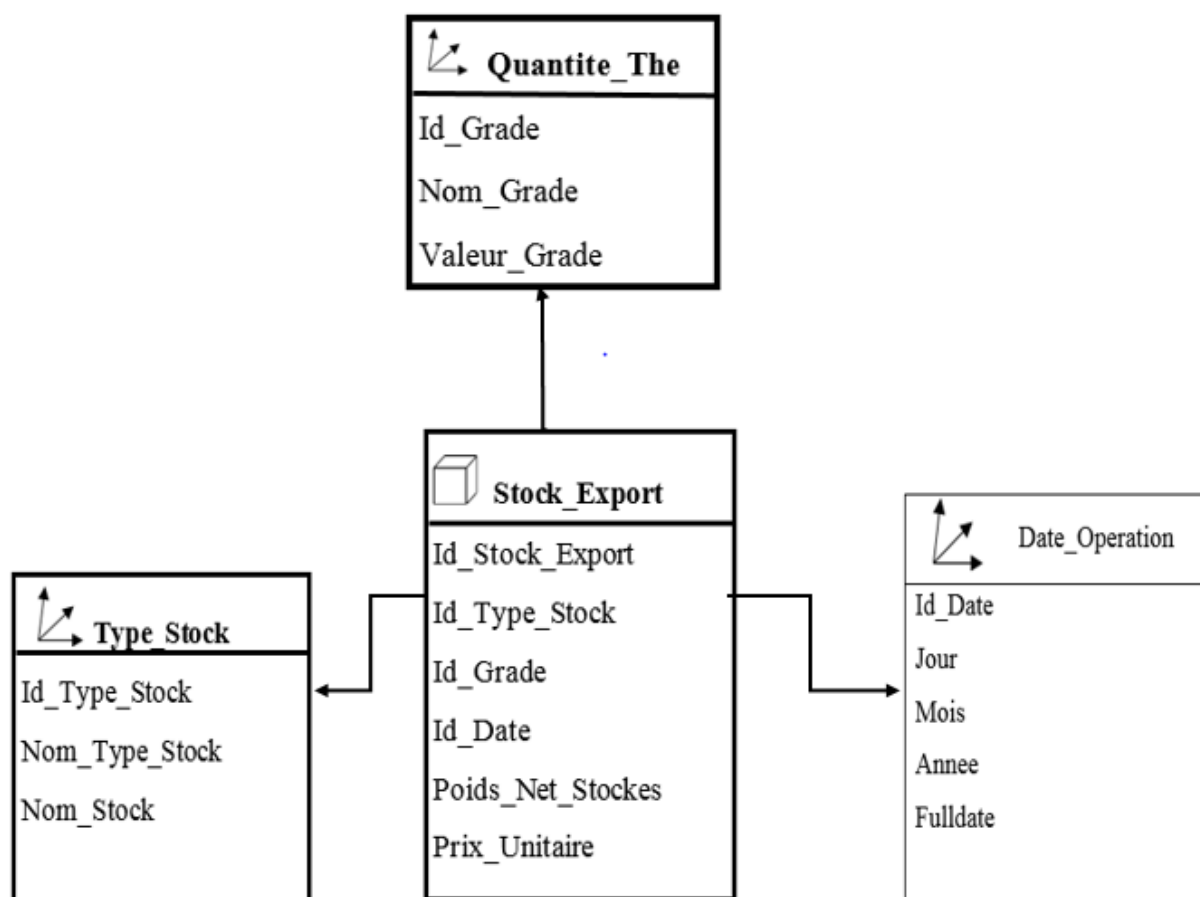 Quantite_The
Id_Grade
Nom_Grade
Valeur_Grade
Stock_Export
Id_Stock_Export
Id_Type_Stock
Id_Grade
Id_Date
Poids_Net_Stockes
Prix_Unitaire
Type_Stock
Id_Type_Stock
Nom_Type_Stock
Nom_Stock
Date_Operation
Id_Date
Jour
Mois
Annee
Fulldate